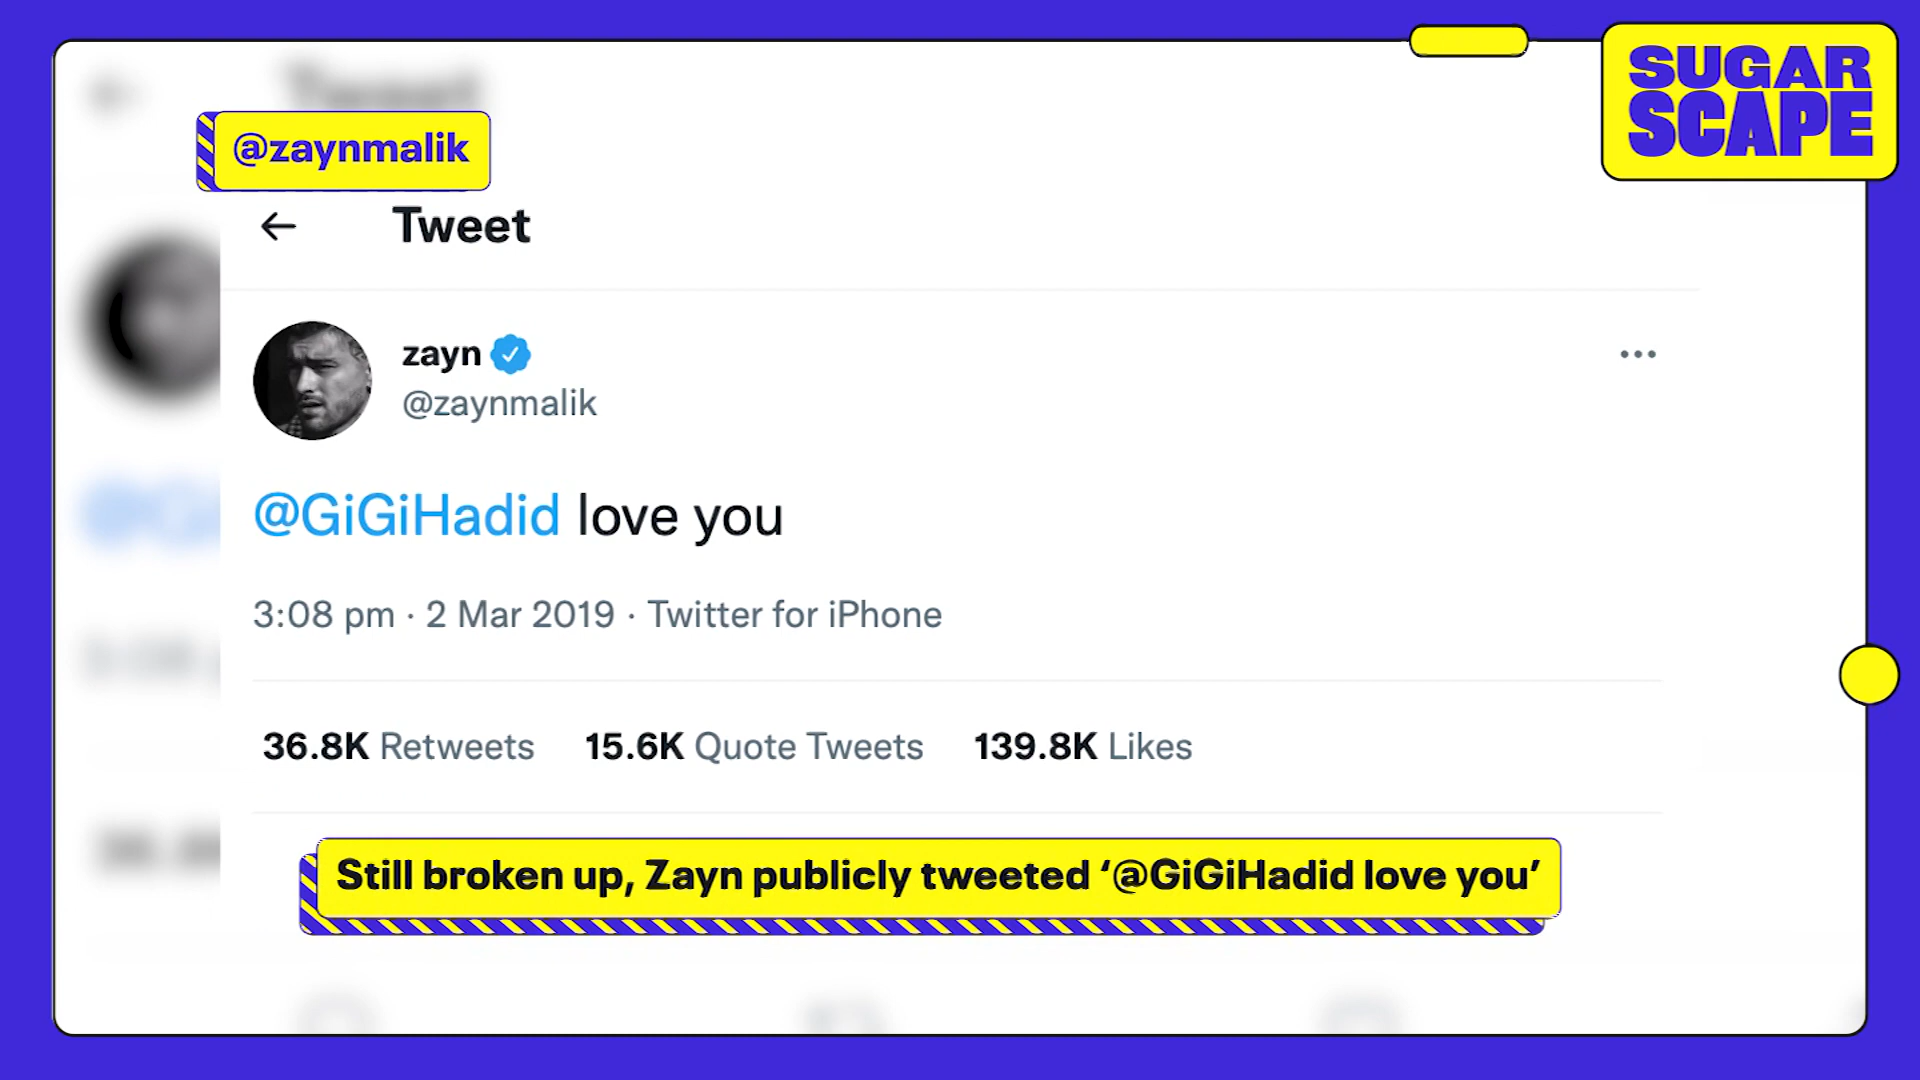 SUGAR
SCAPE
@zaynmalik
Tweet
zayn
@zaynmalik
@GiGiHadid love you
3:08 pm · 2 Mar 2019 · Twitter for iPhone
36.8K Retweets 15.6K Quote Tweets 139.8K Likes
Still broken up, Zayn publicly tweeted ‘@GiGiHadid love you’